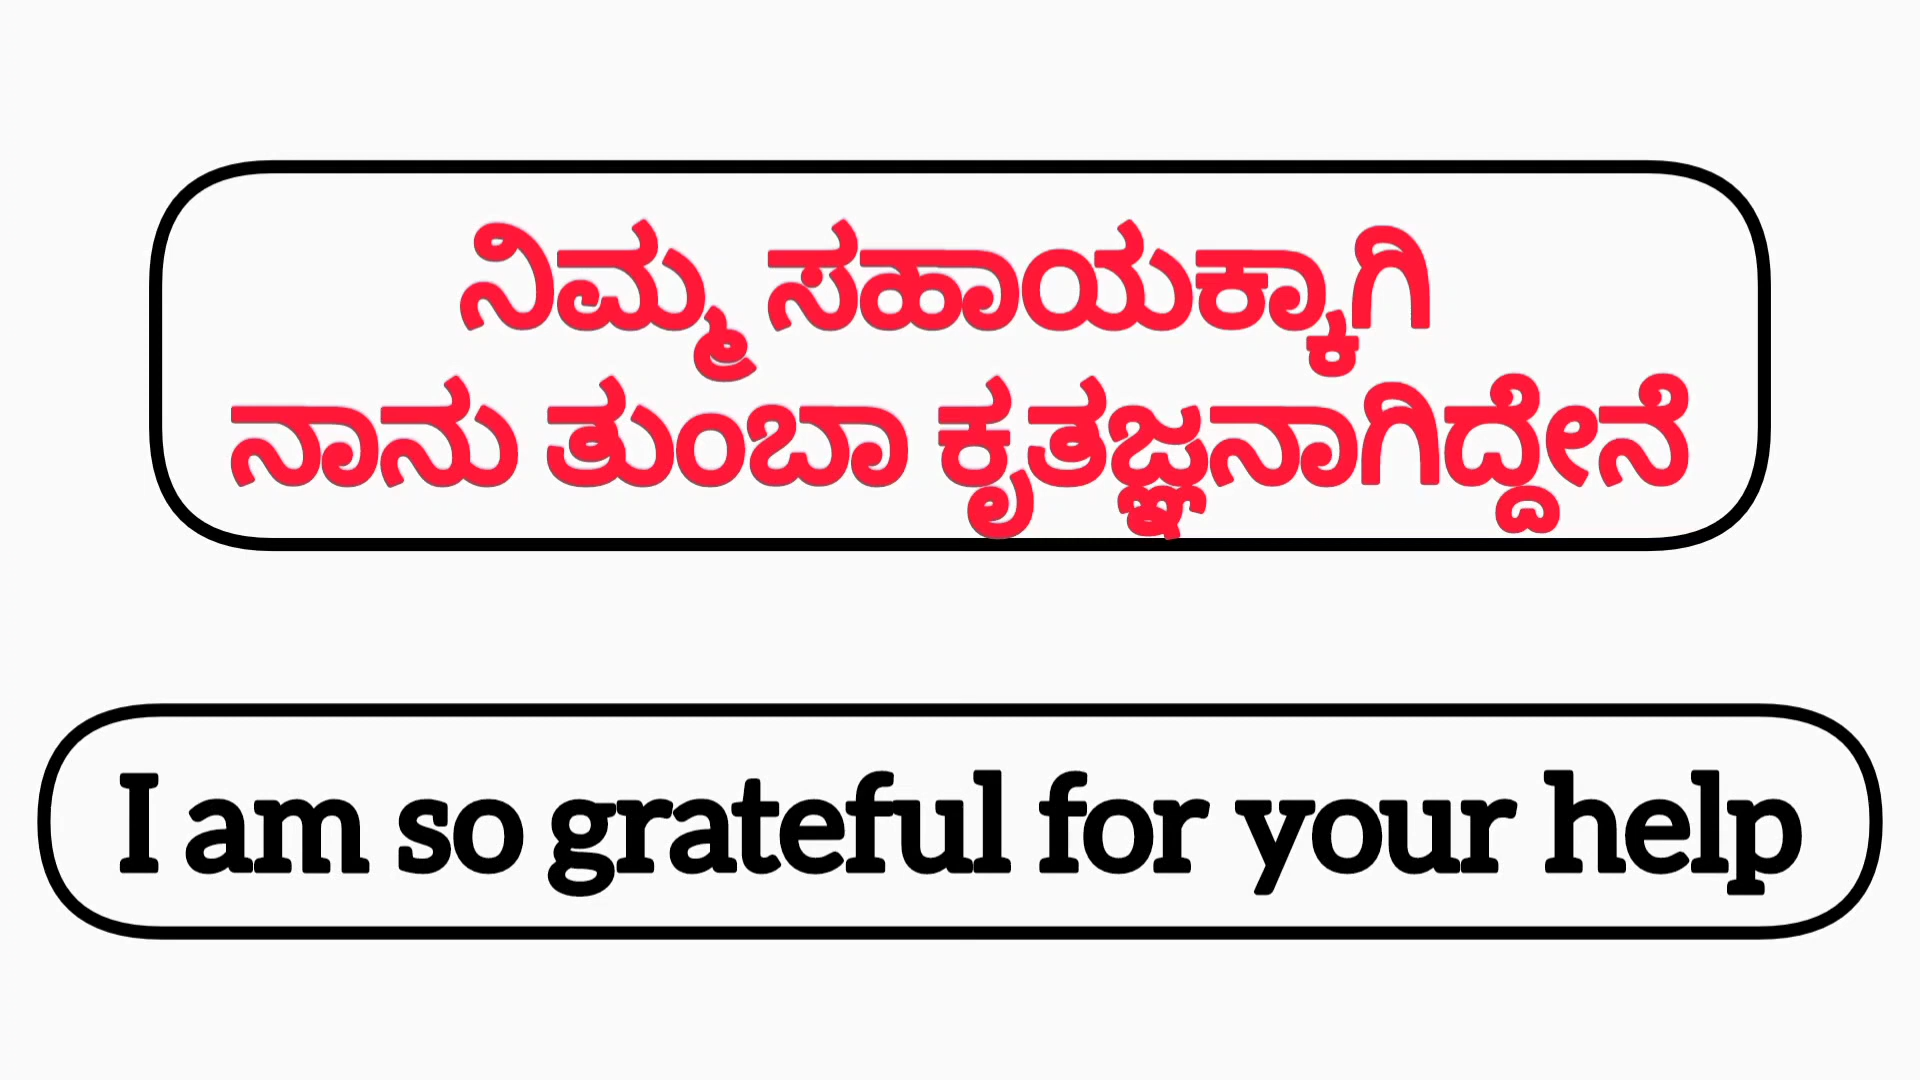 ನಿಮ್ಮ ಸಹಾಯಕ್ಕಾಗಿ
ನಾನು ತುಂಬಾ ಕೃತಜ್ಞನಾಗಿದ್ದೇನೆ
I am so grateful for your help